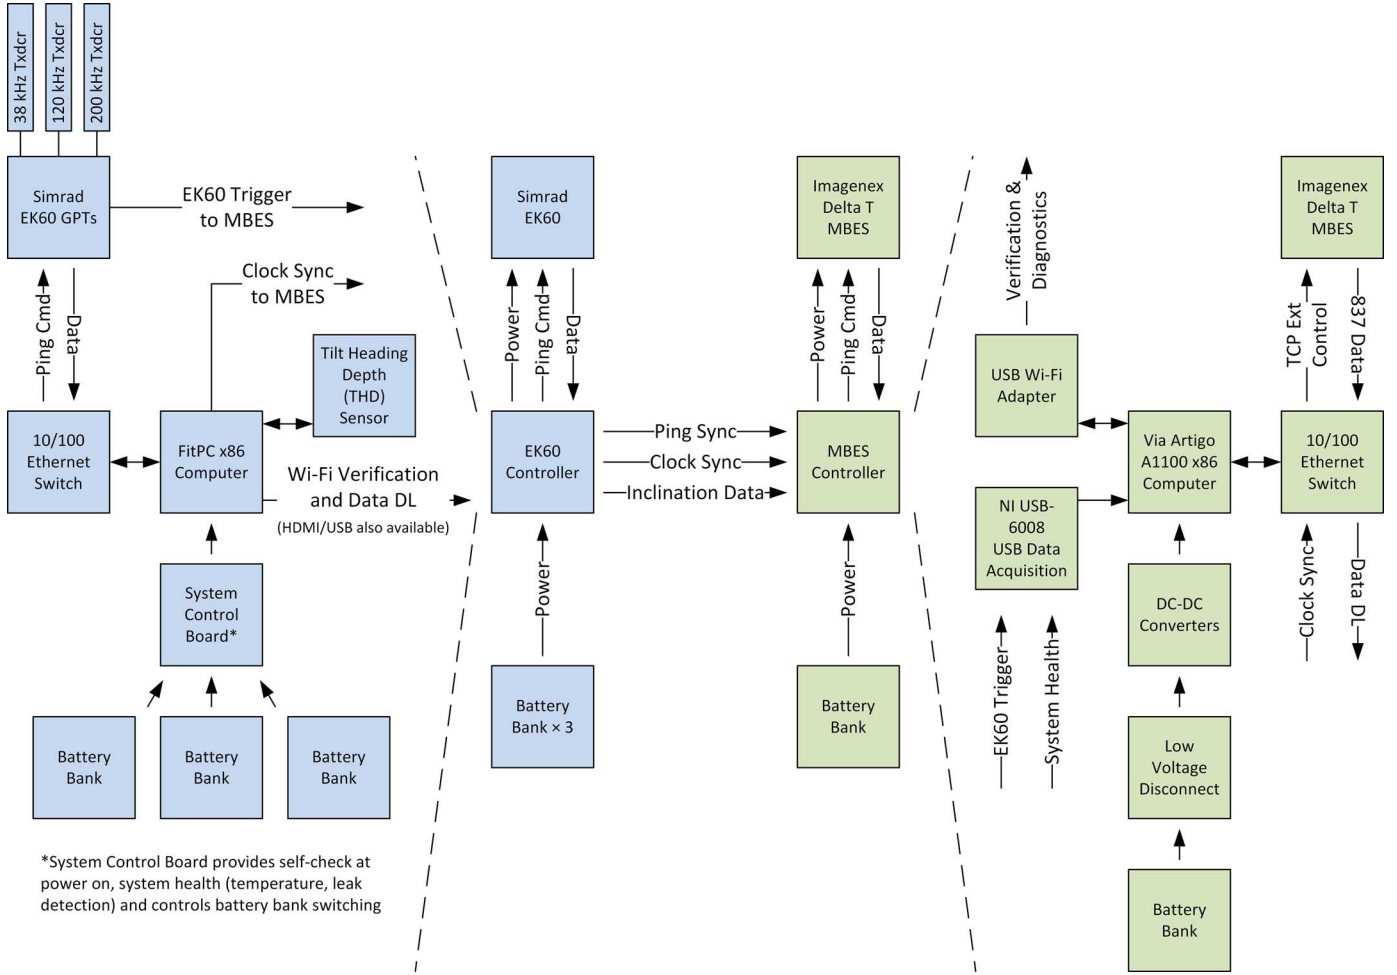 38 kHz Txdcr
120 kHz Txdcr
200 kHz Txdcr
Simrad
EK60 GPTs
EK60 Trigger
to MBES
Clock Sync
to MBES
Ping Cmd
Data
Tilt Heading
Depth
(THD)
Sensor
10/100
Ethernet
Switch
FitPC x86
Computer
Wi-Fi Verification
and Data DL
(HDMI/USB also available)
System
Control
Board*
Battery
Bank
Battery
Bank
Battery
Bank
*System Control Board provides self-check at
power on, system health (temperature, leak
detection) and controls battery bank switching
Simrad
EK60
Power
Ping Cmd
Data
EK60
Controller
Ping Sync
Clock Sync
Inclination Data
Power
Battery
Bank × 3
Imagenex
Delta T
MBES
Power
Ping Cmd
Data
MBES
Controller
Power
Battery
Bank
Verification &
Diagnostics
USB Wi-Fi
Adapter
NI USB-
6008
USB Data
Acquisition
EK60 Trigger
System Health
Via Artigo
A1100 x86
Computer
DC-DC
Converters
Low
Voltage
Disconnect
Battery
Bank
Imagenex
Delta T
MBES
TCP Ext
Control
837 Data
10/100
Ethernet
Switch
Clock Sync
Data DL